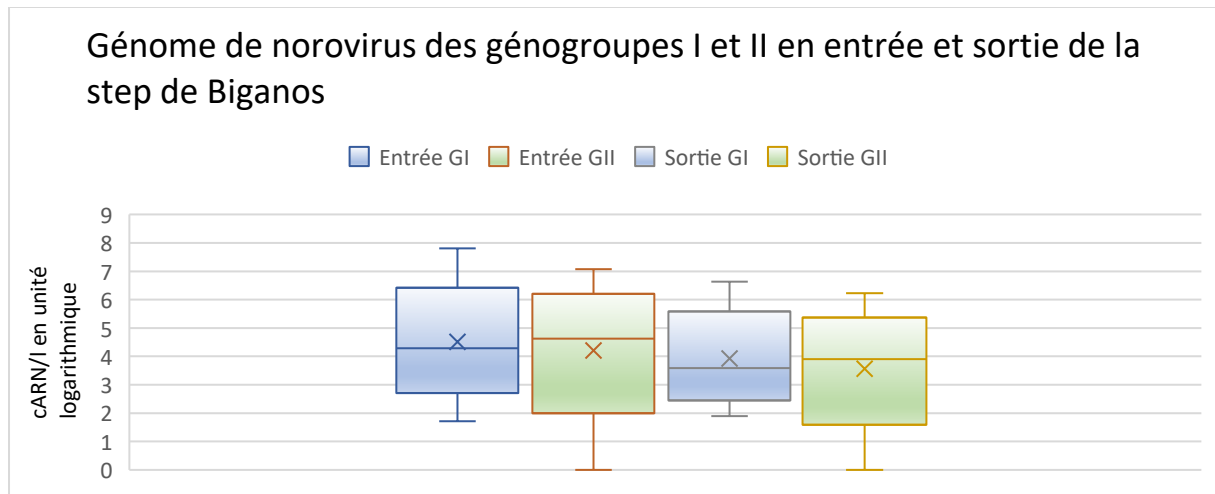 Génome de norovirus des génogroupes I et II en entrée et sortie de la
step de Biganos
Entrée GI Entrée GII Sortie GI Sortie GII
cARN/l en unité
logarithmique
9
8
7
6
5
4
3
2
1
0